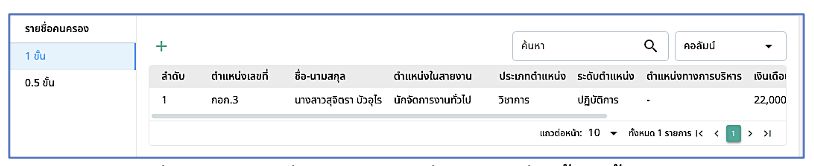 รายชื่อคนครอง
1 ขั้น
0.5 ขั้น
+
ค้นหา
คอลัมน์
ลำดับ ตำแหน่งเลขที่ ชื่อ-นามสกุล ตำแหน่งในสายงาน ประเภทตำแหน่ง ระดับตำแหน่ง ตำแหน่งทางการบริหาร เงินเดือ
1 กอก.3 นางสาวสุจิตรา บัวอุไร นักจัดการงานทั่วไป วิชาการ ปฏิบัติการ - 22,000
แถวต่อหน้า: 10 ทั้งหมด 1 รายการ |< < 1 > >|